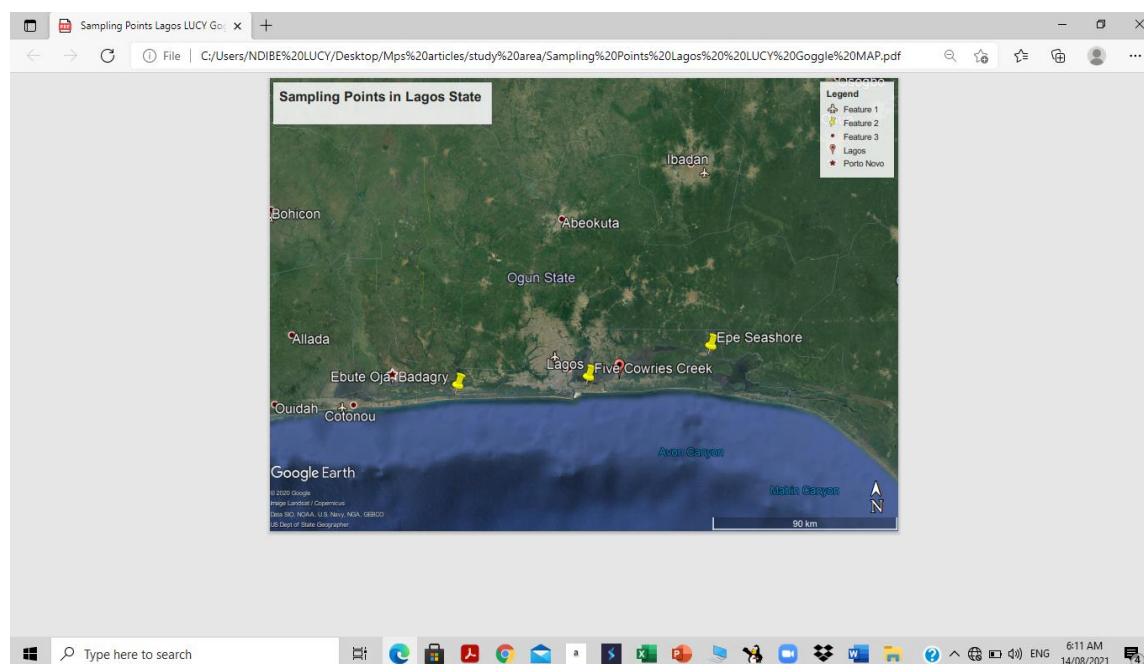 Sampling Points Lagos LUCY Gog
File
C:/Users/NDIBE%20LUCY/Desktop/Mps%20articles/study%20area/Sampling%20Points%20Lagos%20%20LUCY%20Goggle%20MAP.pdf
Sampling Points in Lagos State
Legend
Feature 1
Feature 2
Feature 3
Lagos
Porto Novo
Ibadan
Bohicon
Abeokuta
Ogun State
Allada
Epe Seashore
Lagos
Five Cowries Creek
Ebute Oja Badagry
Ouidah
Cotonou
Avon Canyon
Mahin Canyon
Google Earth
© 2020 Google
Image Landsat / Copernicus
Data SIO, NOAA, U.S. Navy, NGA, GEBCO
US Dept of State Geographer
N
90 km
Type here to search
ENG
6:11 AM
14/08/2021